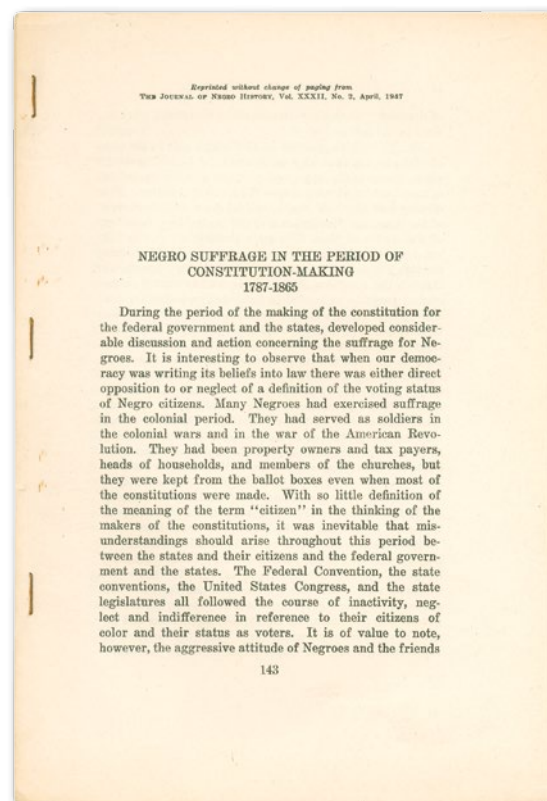 Reprinted without change of paging from
THE JOURNAL OF NEGRO HISTORY, Vol. XXXII, No. 2, April, 1947
NEGRO SUFFRAGE IN THE PERIOD OF
CONSTITUTION-MAKING
1787-1865
During the period of the making of the constitution for
the federal government and the states, developed consider-
able discussion and action concerning the suffrage for Ne-
groes. It is interesting to observe that when our democ-
racy was writing its beliefs into law there was either direct
opposition to or neglect of a definition of the voting status
of Negro citizens. Many Negroes had exercised suffrage
in the colonial period. They had served as soldiers in
the colonial wars and in the war of the American Revo-
lution. They had been property owners and tax payers,
heads of households, and members of the churches, but
they were kept from the ballot boxes even when most of
the constitutions were made. With so little definition of
the meaning of the term "citizen" in the thinking of the
makers of the constitutions, it was inevitable that mis-
understandings should arise throughout this period be-
tween the states and their citizens and the federal govern-
ment and the states. The Federal Convention, the state
conventions, the United States Congress, and the state
legislatures all followed the course of inactivity, neg-
lect and indifference in reference to their citizens of
color and their status as voters. It is of value to note,
however, the aggressive attitude of Negroes and the friends
143